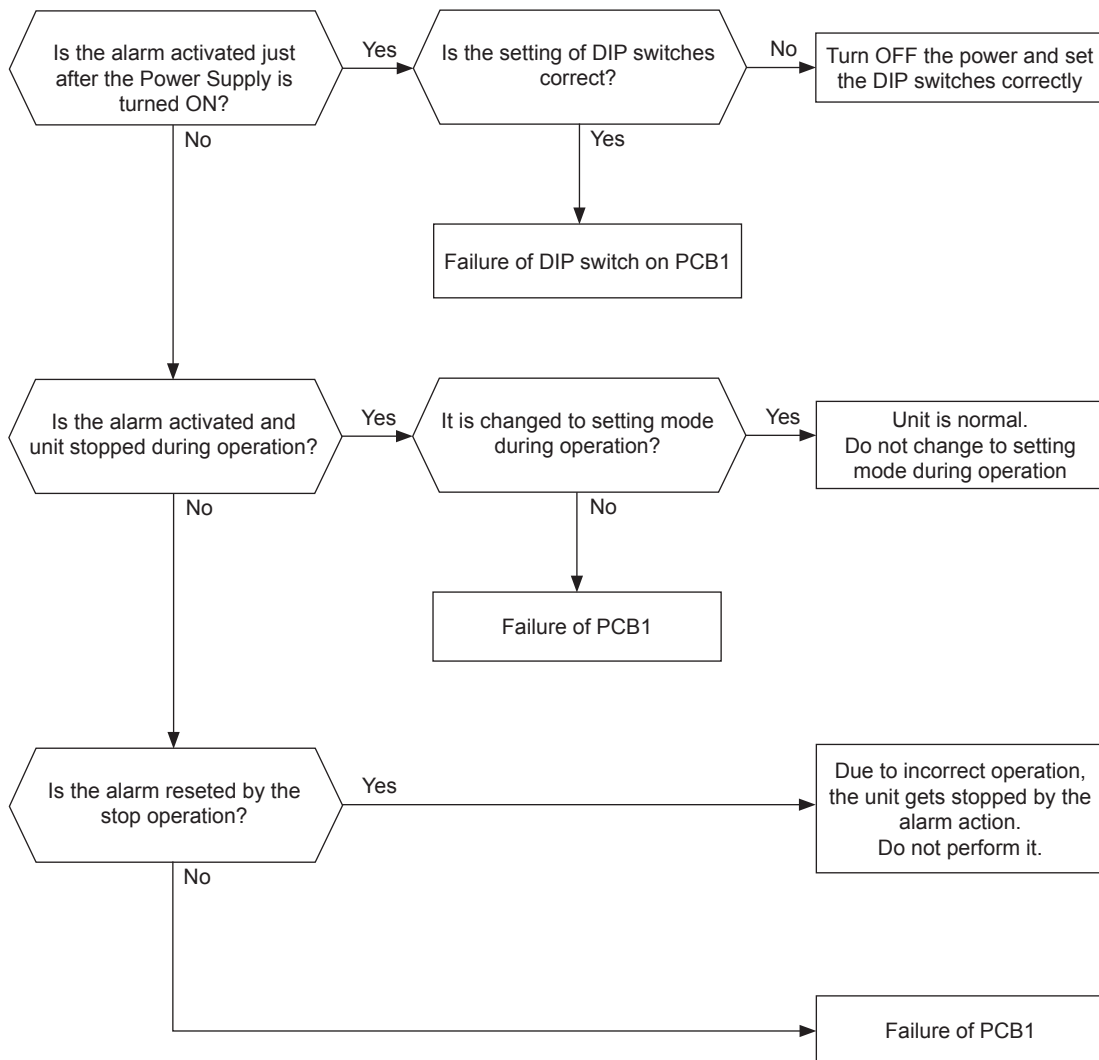 Is the alarm activated just
after the Power Supply is
turned ON?
Yes
Is the setting of DIP switches
correct?
No
Turn OFF the power and set
the DIP switches correctly
No
Yes
Failure of DIP switch on PCB1
Is the alarm activated and
unit stopped during operation?
Yes
It is changed to setting mode
during operation?
Yes
Unit is normal.
Do not change to setting
mode during operation
No
No
Failure of PCB1
Is the alarm reseted by the
stop operation?
Yes
Due to incorrect operation,
the unit gets stopped by the
alarm action.
Do not perform it.
No
Failure of PCB1